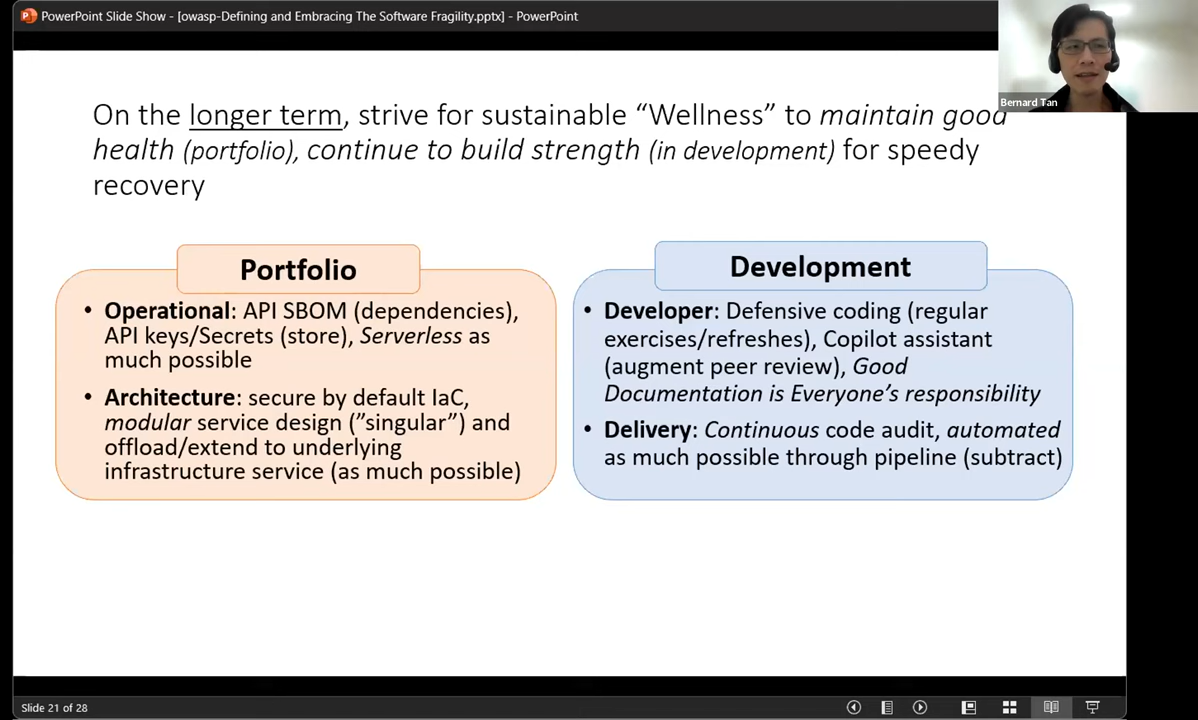 PowerPoint Slide Show - [owasp-Defining and Embracing The Software Fragility.pptx] - PowerPoint
Bernard Tan
On the longer term, strive for sustainable “Wellness” to maintain good
health (portfolio), continue to build strength (in development) for speedy
recovery
Portfolio
• Operational: API SBOM (dependencies),
API keys/Secrets (store), Serverless as
much possible
• Architecture: secure by default IaC,
modular service design (”singular”) and
offload/extend to underlying
infrastructure service (as much possible)
Development
• Developer: Defensive coding (regular
exercises/refreshes), Copilot assistant
(augment peer review), Good
Documentation is Everyone’s responsibility
• Delivery: Continuous code audit, automated
as much possible through pipeline (subtract)
Slide 21 of 28